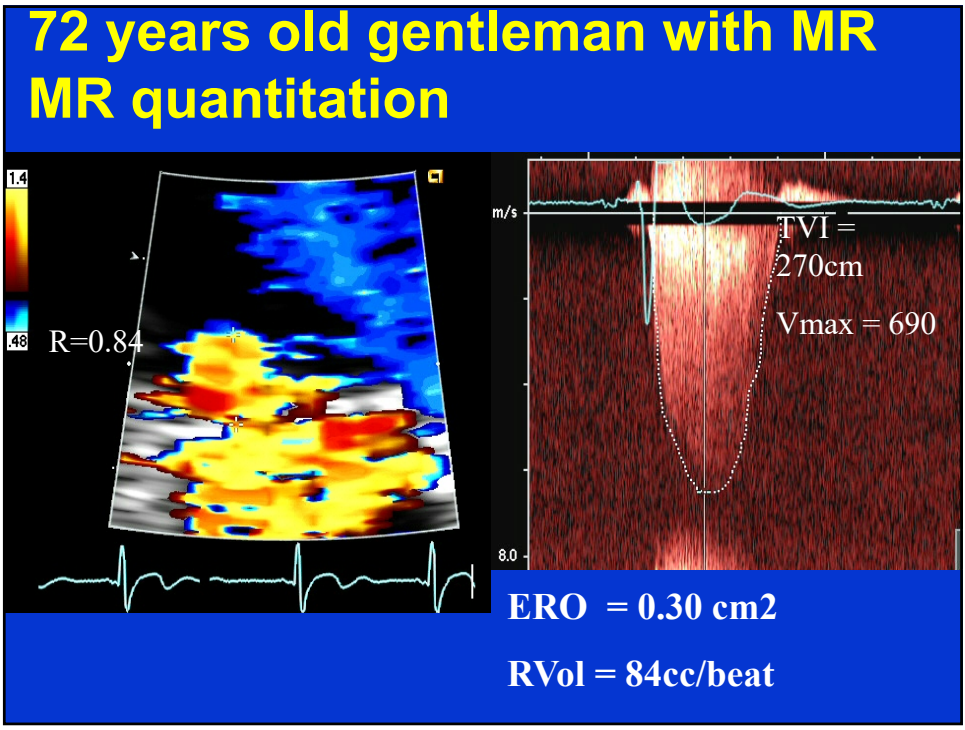 72 years old gentleman with MR
MR quantitation
1.4
.48
R=0.84
m/s
TVI =
270cm
Vmax = 690
8.0
ERO = 0.30 cm2
RVol = 84cc/beat